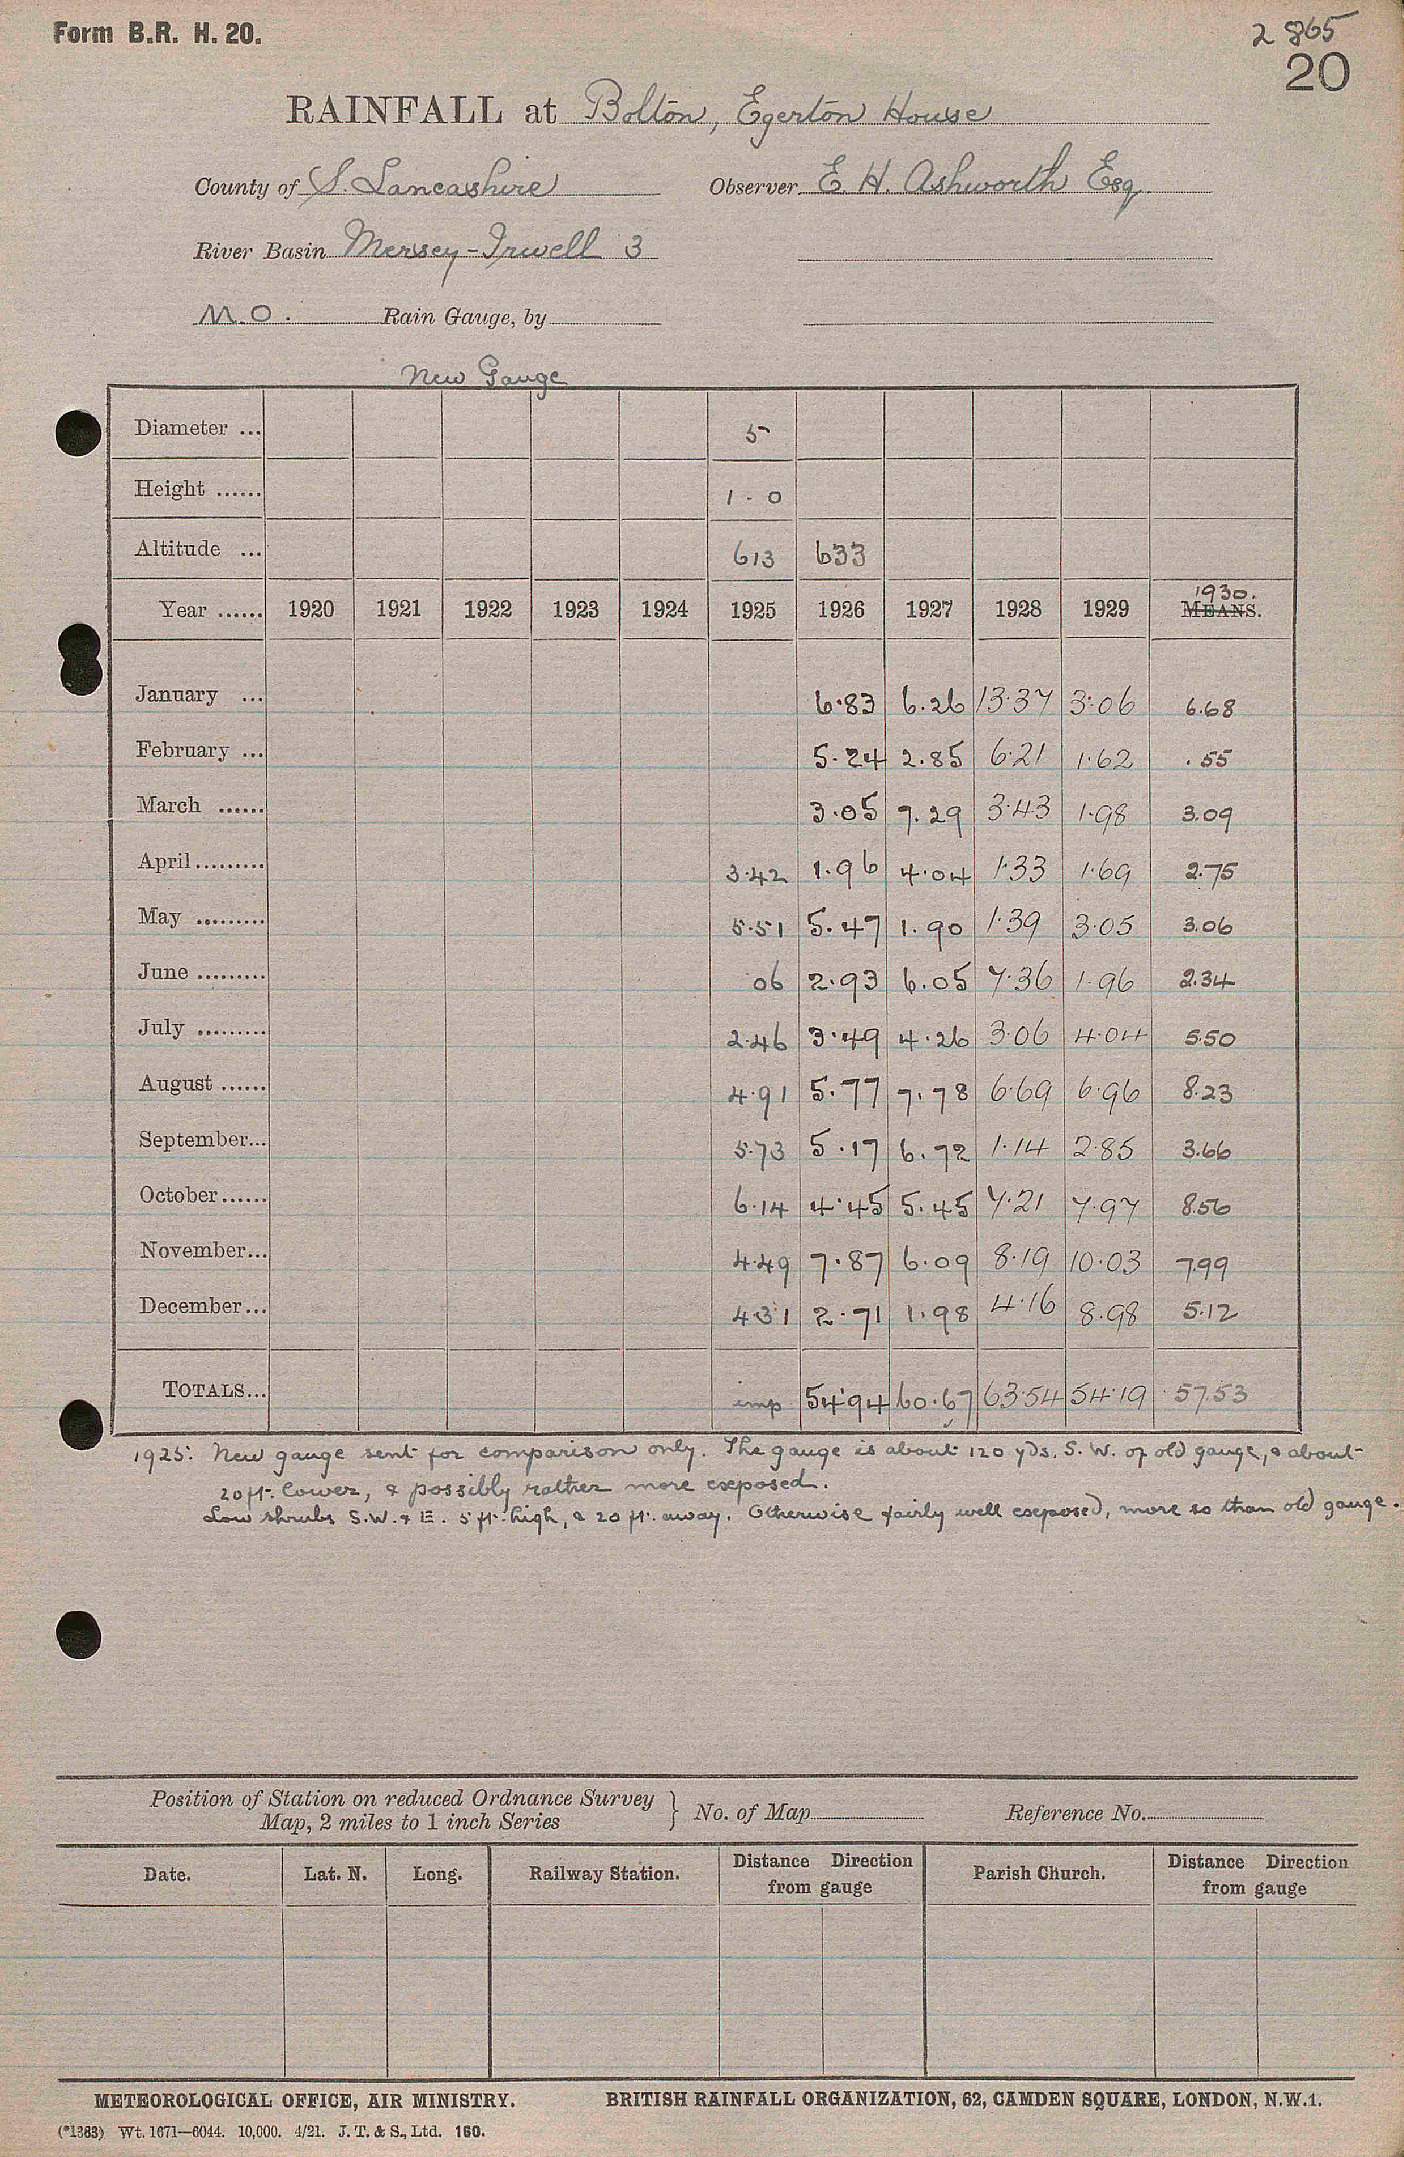 Form B.R. H. 20.
2 865
20
RAINFALL at Bolton, Egerton House
County of S. Lancashire Observer E. H. Ashworth Esq
River Basin Mersey-Irwell 3
M.O. Rain Gauge, by
New Gauge
Diameter ... 5
Height ...... 1 - 0
Altitude ... 613 633
1930.
Year ...... 1920 1921 1922 1923 1924 1925 1926 1927 1928 1929 MEANS.
January ... 6.83 6.26 13.37 3.06 6.68
February ... 5.24 2.85 6.21 1.62 .55
March ...... 3.05 7.29 3.43 1.98 3.09
April......... 3.42 1.96 4.04 1.33 1.69 2.75
May ......... 5.51 5.47 1.90 1.39 3.05 3.06
June ......... 06 2.93 6.05 7.36 1.96 2.34
July ......... 2.46 3.49 4.26 3.06 4.04 5.50
August ...... 4.91 5.77 7.78 6.69 6.96 8.23
September... 5.73 5.17 6.72 1.14 2.85 3.66
October...... 6.14 4.45 5.45 7.21 7.97 8.56
November... 4.49 7.87 6.09 8.19 10.03 7.99
December... 4.31 2.71 1.98 4.16 8.98 5.12
TOTALS... imp 54.94 60.67 63.54 54.19 57.53
1925: New gauge sent for comparison only. The gauge is about 120 yds. S.W. of old gauge, & about
20 ft. lower, & possibly rather more exposed.
Low shrubs S.W. & E. 5 ft. high, & 20 ft. away. Otherwise fairly well exposed, more so than old gauge.
Position of Station on reduced Ordnance Survey
Map, 2 miles to 1 inch Series } No. of Map Reference No.
Date. Lat. N. Long. Railway Station. Distance Direction from gauge Parish Church. Distance Direction from gauge
METEOROLOGICAL OFFICE, AIR MINISTRY. BRITISH RAINFALL ORGANIZATION, 62, CAMDEN SQUARE, LONDON, N.W.1.
(*1383) Wt. 1671—6044. 10,000. 4/21. J. T. & S., Ltd. 160.